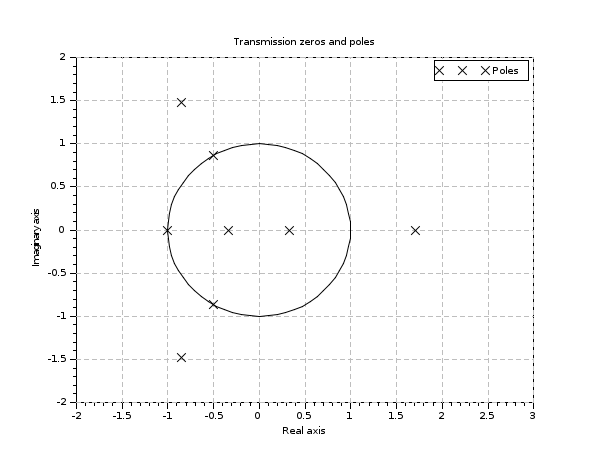 Transmission zeros and poles
Poles
2
1.5
1
0.5
0
-0.5
-1
-1.5
-2
Imaginary axis
-2 -1.5 -1 -0.5 0 0.5 1 1.5 2 2.5 3
Real axis